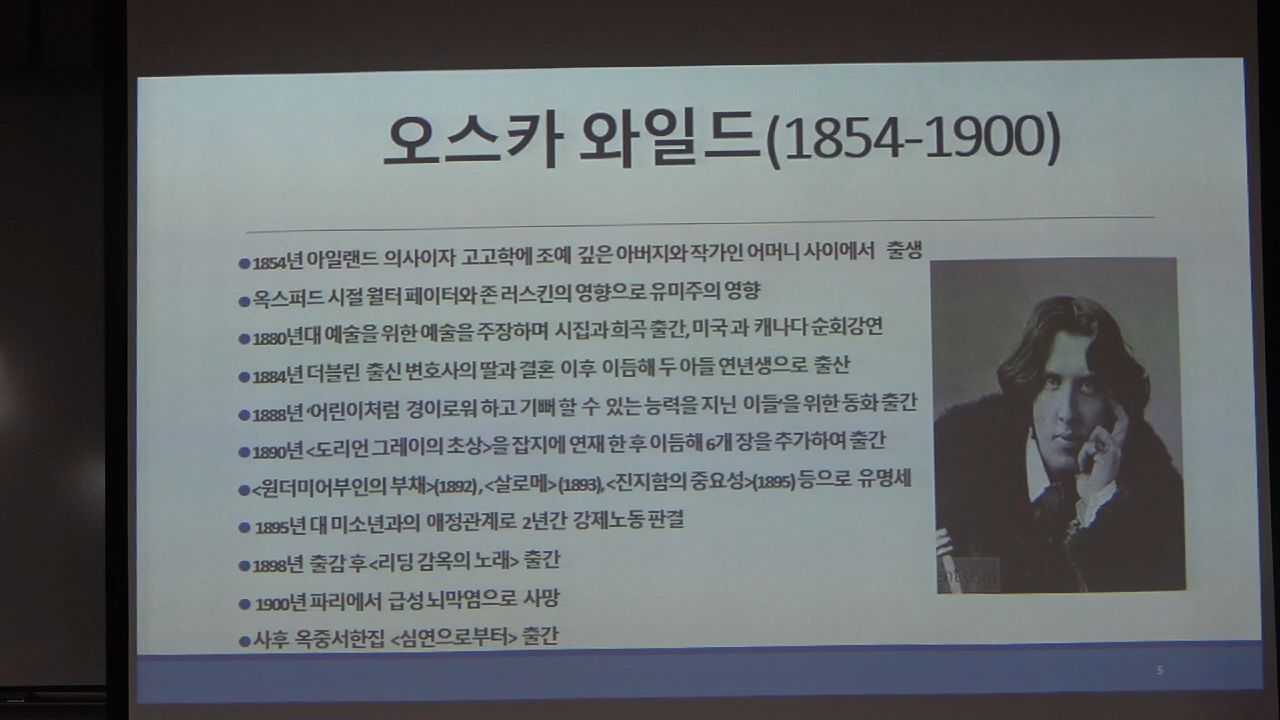 오스카 와일드(1854-1900)
●1854년 아일랜드 의사이자 고고학에 조예 깊은 아버지와 작가인 어머니 사이에서 출생
●옥스퍼드 시절 월터 페이터와 존 러스킨의 영향으로 유미주의 영향
●1880년대 예술을 위한 예술을 주장하며 시집과 희곡 출간, 미국과 캐나다 순회강연
●1884년 더블린 출신 변호사의 딸과 결혼 이후 이듬해 두 아들 연년생으로 출산
●1888년 ‘어린이처럼 경이로워 하고 기뻐 할 수 있는 능력을 지닌 이들’을 위한 동화 출간
●1890년 <도리언 그레이의 초상>을 잡지에 연재 한 후 이듬해 6개 장을 추가하여 출간
●<윈더미어부인의 부채>(1892), <살로메>(1893), <진지함의 중요성>(1895) 등으로 유명세
●1895년 대 미소년과의 애정관계로 2년간 강제노동 판결
●1898년 출감 후 <리딩 감옥의 노래> 출간
●1900년 파리에서 급성 뇌막염으로 사망
●사후 옥중서한집 <심연으로부터> 출간
5